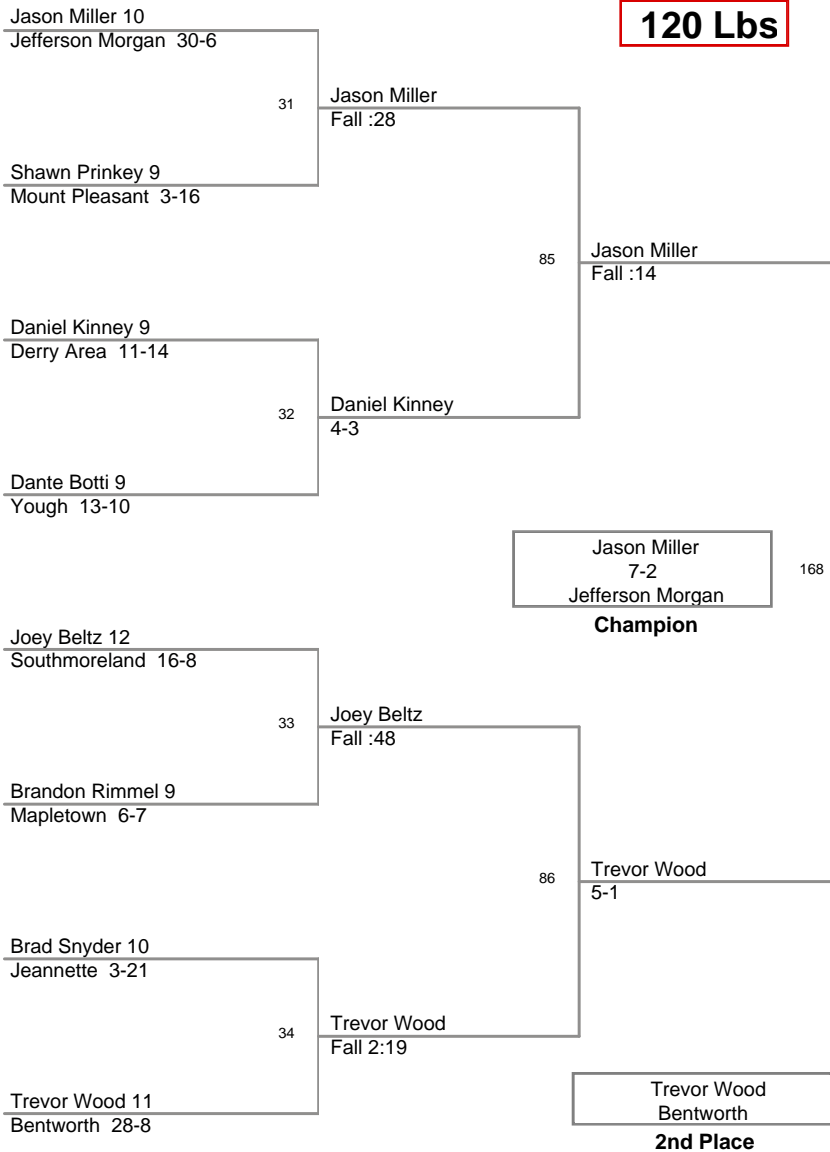 Jason Miller 10
Jefferson Morgan 30-6
120 Lbs
31
Jason Miller
Fall :28
Shawn Prinkey 9
Mount Pleasant 3-16
85
Jason Miller
Fall :14
Daniel Kinney 9
Derry Area 11-14
32
Daniel Kinney
4-3
Dante Botti 9
Yough 13-10
Jason Miller
7-2
Jefferson Morgan
168
Champion
Joey Beltz 12
Southmoreland 16-8
33
Joey Beltz
Fall :48
Brandon Rimmel 9
Mapletown 6-7
86
Trevor Wood
5-1
Brad Snyder 10
Jeannette 3-21
34
Trevor Wood
Fall 2:19
Trevor Wood 11
Bentworth 28-8
Trevor Wood
Bentworth
2nd Place